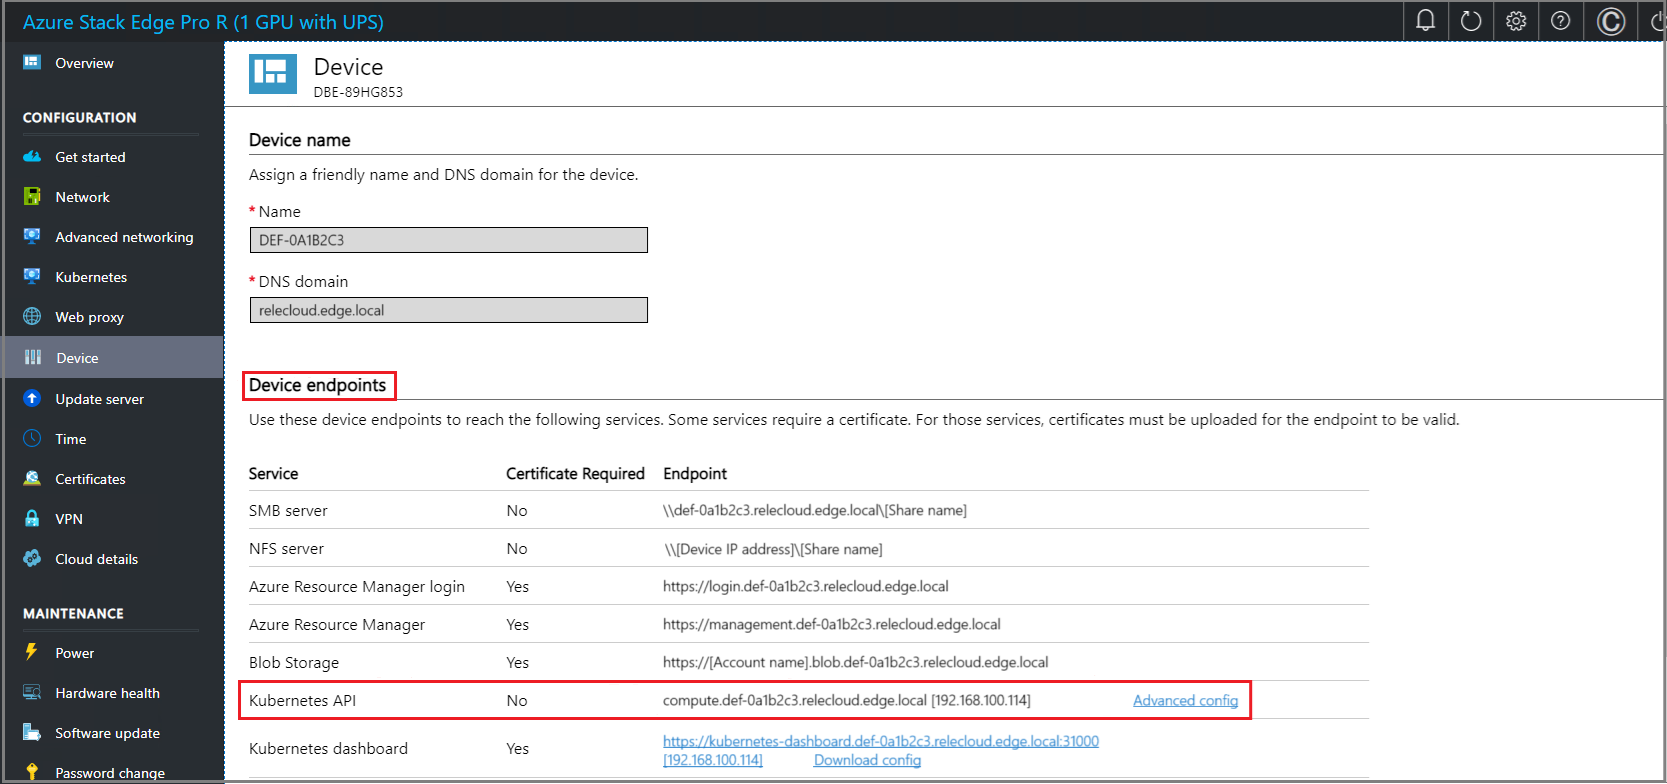 Azure Stack Edge Pro R (1 GPU with UPS)
Overview
CONFIGURATION
Get started
Network
Advanced networking
Kubernetes
Web proxy
Device
Update server
Time
Certificates
VPN
Cloud details
MAINTENANCE
Power
Hardware health
Software update
Password change
Device
DBE-89HG853
Device name
Assign a friendly name and DNS domain for the device.
* Name
DEF-0A1B2C3
* DNS domain
relecloud.edge.local
Device endpoints
Use these device endpoints to reach the following services. Some services require a certificate. For those services, certificates must be uploaded for the endpoint to be valid.
Service Certificate Required Endpoint
SMB server No \\def-0a1b2c3.relecloud.edge.local\[Share name]
NFS server No \\[Device IP address]\[Share name]
Azure Resource Manager login Yes https://login.def-0a1b2c3.relecloud.edge.local
Azure Resource Manager Yes https://management.def-0a1b2c3.relecloud.edge.local
Blob Storage Yes https://[Account name].blob.def-0a1b2c3.relecloud.edge.local
Kubernetes API No compute.def-0a1b2c3.relecloud.edge.local [192.168.100.114] Advanced config
Kubernetes dashboard Yes https://kubernetes-dashboard.def-0a1b2c3.relecloud.edge.local:31000
[192.168.100.114] Download config